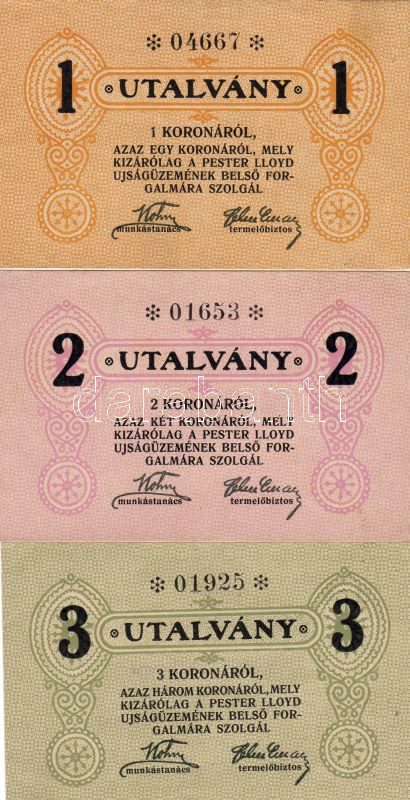 * 04667 *
1 UTALVÁNY 1
1 KORONÁRÓL,
AZAZ EGY KORONÁRÓL, MELY
KIZÁRÓLAG A PESTER LLOYD
UJSÁGÜZEMÉNEK BELSŐ FOR-
GALMÁRA SZOLGÁL
munkástanács termelőbiztos
* 01653 *
2 UTALVÁNY 2
2 KORONÁRÓL,
AZAZ KÉT KORONÁRÓL, MELY
KIZÁRÓLAG A PESTER LLOYD
UJSÁGÜZEMÉNEK BELSŐ FOR-
GALMÁRA SZOLGÁL
munkástanács termelőbiztos
* 01925 *
3 UTALVÁNY 3
3 KORONÁRÓL,
AZAZ HÁROM KORONÁRÓL, MELY
KIZÁRÓLAG A PESTER LLOYD
UJSÁGÜZEMÉNEK BELSŐ FOR-
GALMÁRA SZOLGÁL
munkástanács termelőbiztos
darabanth